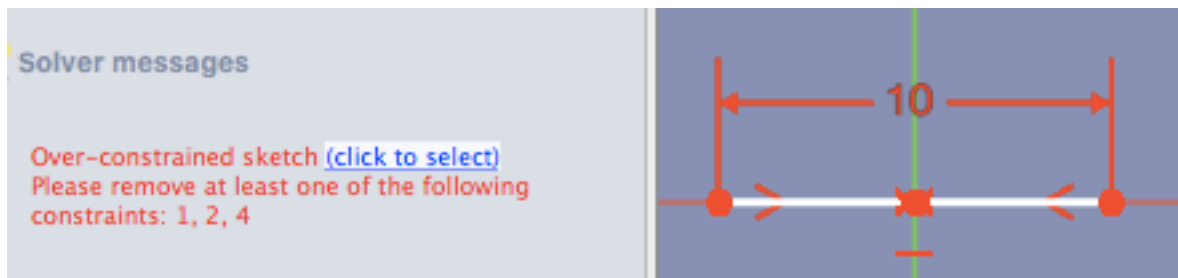 Solver messages
Over-constrained sketch (click to select)
Please remove at least one of the following
constraints: 1, 2, 4
10